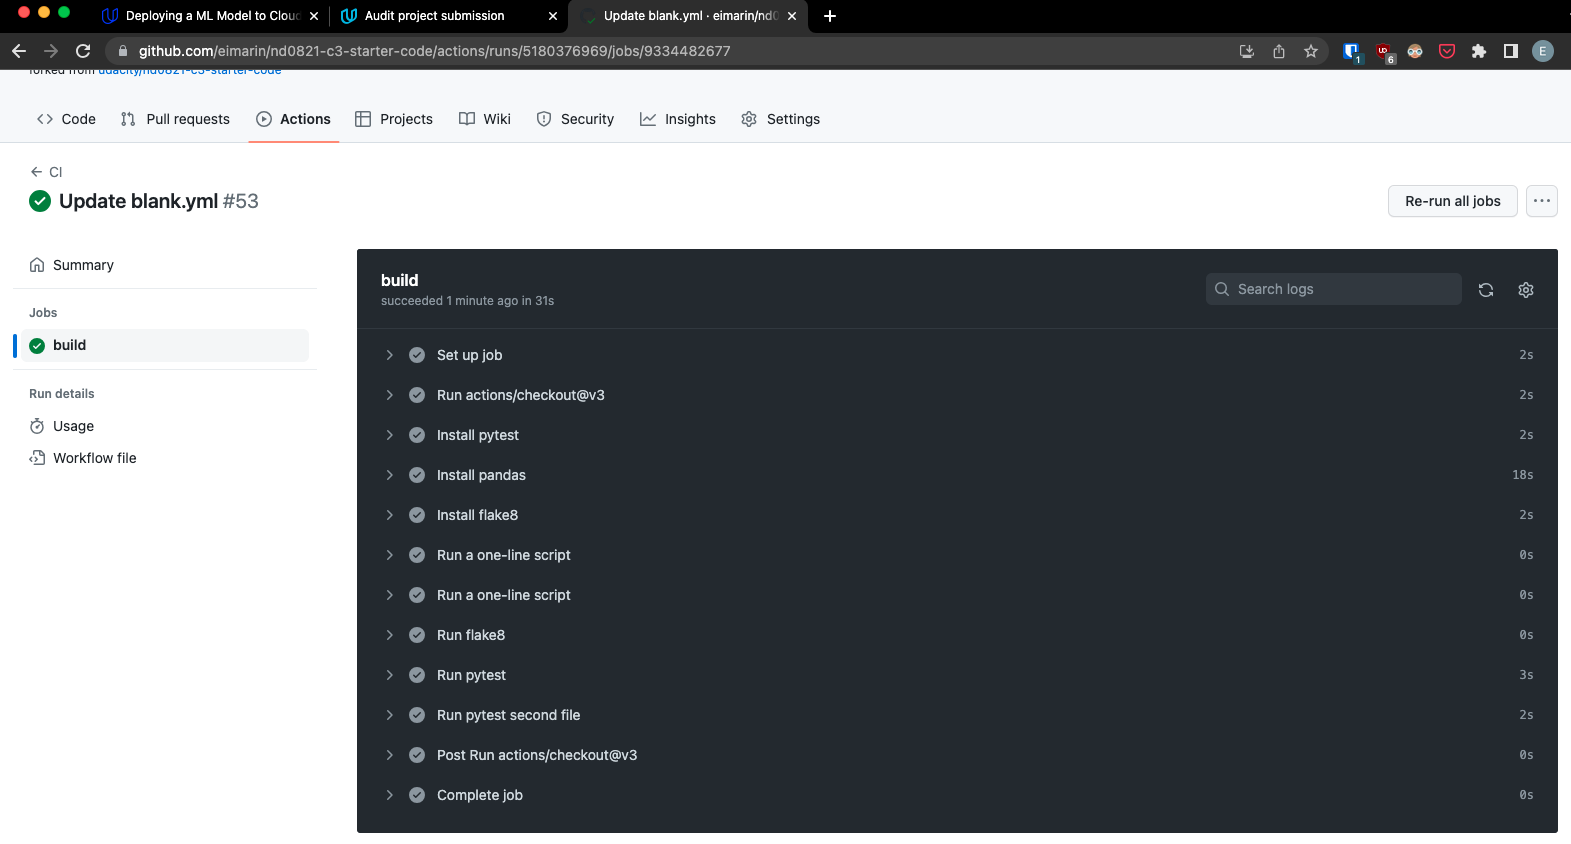 Deploying a ML Model to Cloud
Audit project submission
Update blank.yml · eimarin/nd0
github.com/eimarin/nd0821-c3-starter-code/actions/runs/5180376969/jobs/9334482677
1
6
E
forked from udacity/nd0821-c3-starter-code
Code
Pull requests
Actions
Projects
Wiki
Security
Insights
Settings
CI
Update blank.yml #53
Re-run all jobs
Summary
Jobs
build
Run details
Usage
Workflow file
build
succeeded 1 minute ago in 31s
Search logs
Set up job 2s
Run actions/checkout@v3 2s
Install pytest 2s
Install pandas 18s
Install flake8 2s
Run a one-line script 0s
Run a one-line script 0s
Run flake8 0s
Run pytest 3s
Run pytest second file 2s
Post Run actions/checkout@v3 0s
Complete job 0s